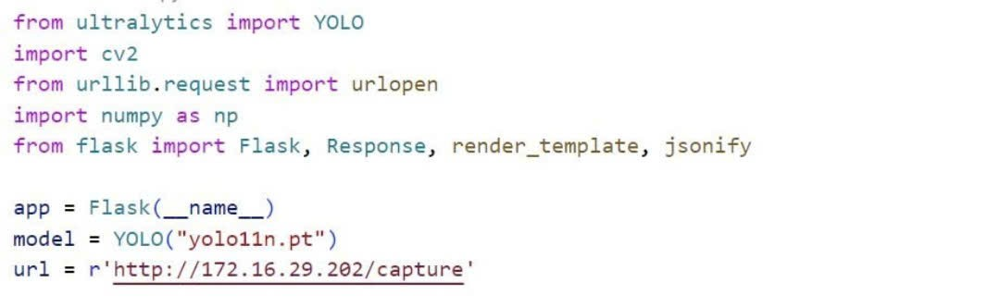 from ultralytics import YOLO
import cv2
from urllib.request import urlopen
import numpy as np
from flask import Flask, Response, render_template, jsonify
app = Flask(__name__)
model = YOLO("yolo11n.pt")
url = r'http://172.16.29.202/capture'